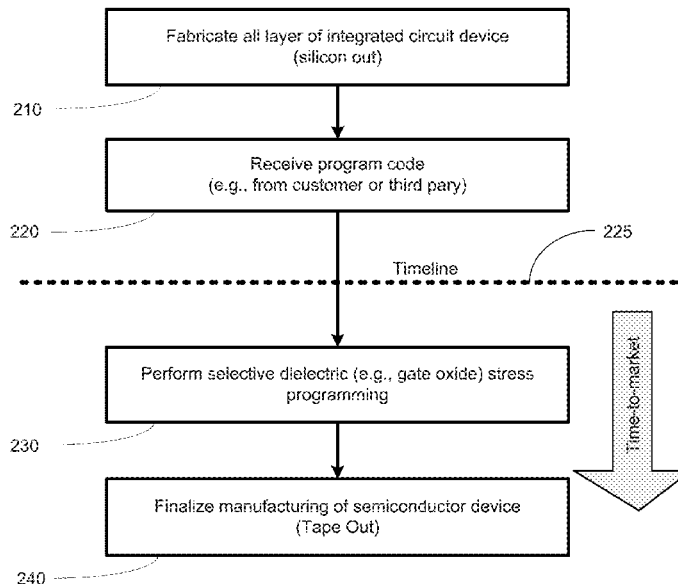 Fabricate all layer of integrated circuit device
(silicon out)
210
Receive program code
(e.g., from customer or third pary)
220
225
Timeline
Perform selective dielectric (e.g., gate oxide) stress
programming
230
Time-to-market
Finalize manufacturing of semiconductor device
(Tape Out)
240